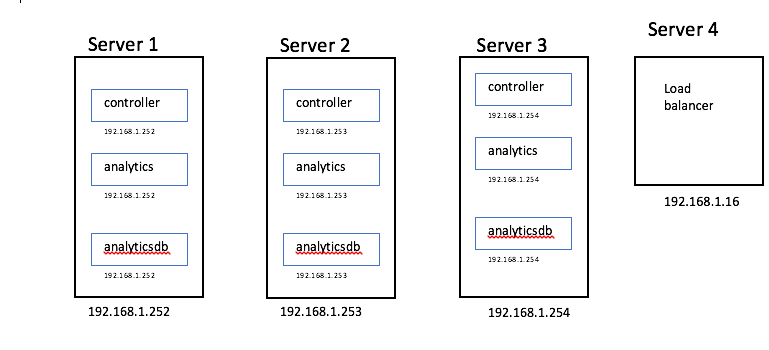 Server 1
controller
192.168.1.252
analytics
192.168.1.252
analyticsdb
192.168.1.252
192.168.1.252
Server 2
controller
192.168.1.253
analytics
192.168.1.253
analyticsdb
192.168.1.253
192.168.1.253
Server 3
controller
192.168.1.254
analytics
192.168.1.254
analyticsdb
192.168.1.254
192.168.1.254
Server 4
Load
balancer
192.168.1.16